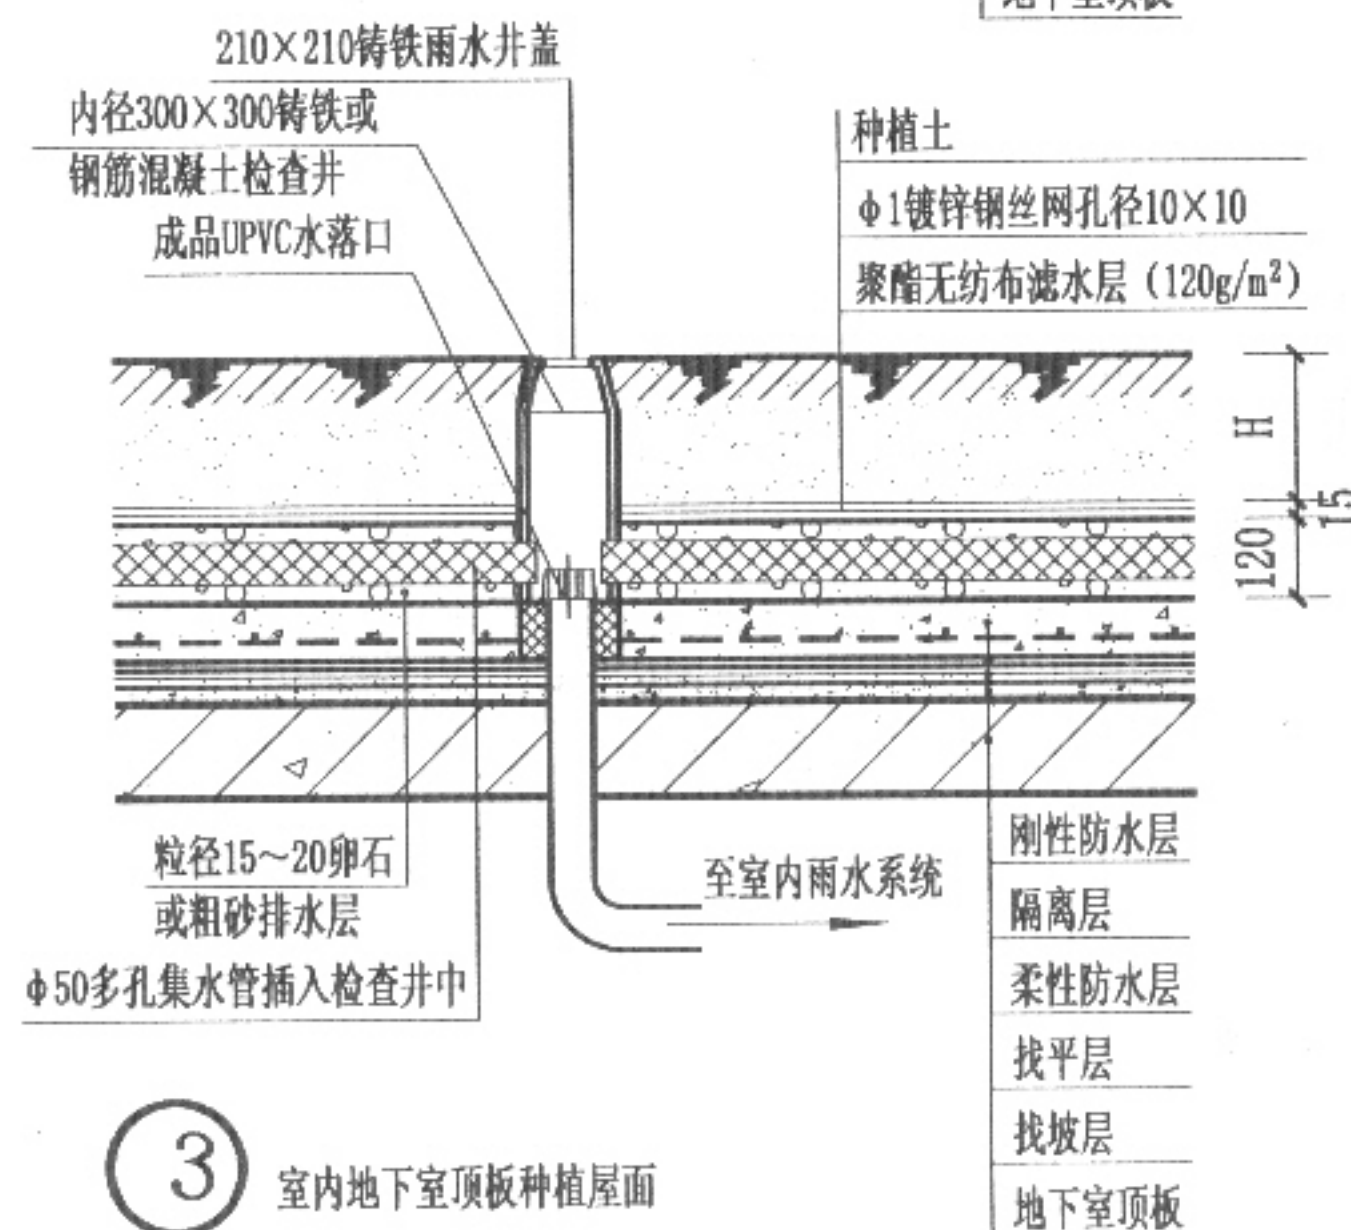 地下室顶板
210×210铸铁雨水井盖
内径300×300铸铁或
钢筋混凝土检查井
成品UPVC水落口
种植土
φ1镀锌钢丝网孔径10×10
聚酯无纺布滤水层（120g/m²）
H
15
120
粒径15～20卵石
或粗砂排水层
φ50多孔集水管插入检查井中
至室内雨水系统
刚性防水层
隔离层
柔性防水层
找平层
找坡层
地下室顶板
3
室内地下室顶板种植屋面